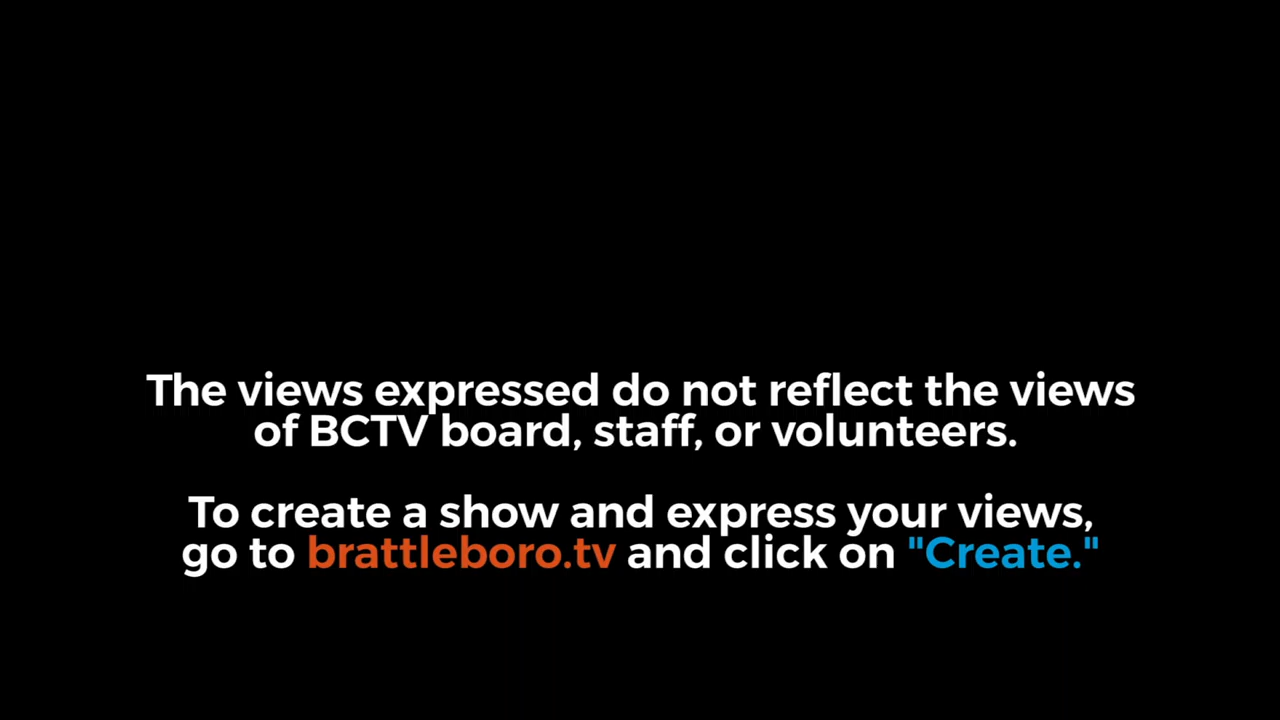 The views expressed do not reflect the views
of BCTV board, staff, or volunteers.
To create a show and express your views,
go to brattleboro.tv and click on "Create."